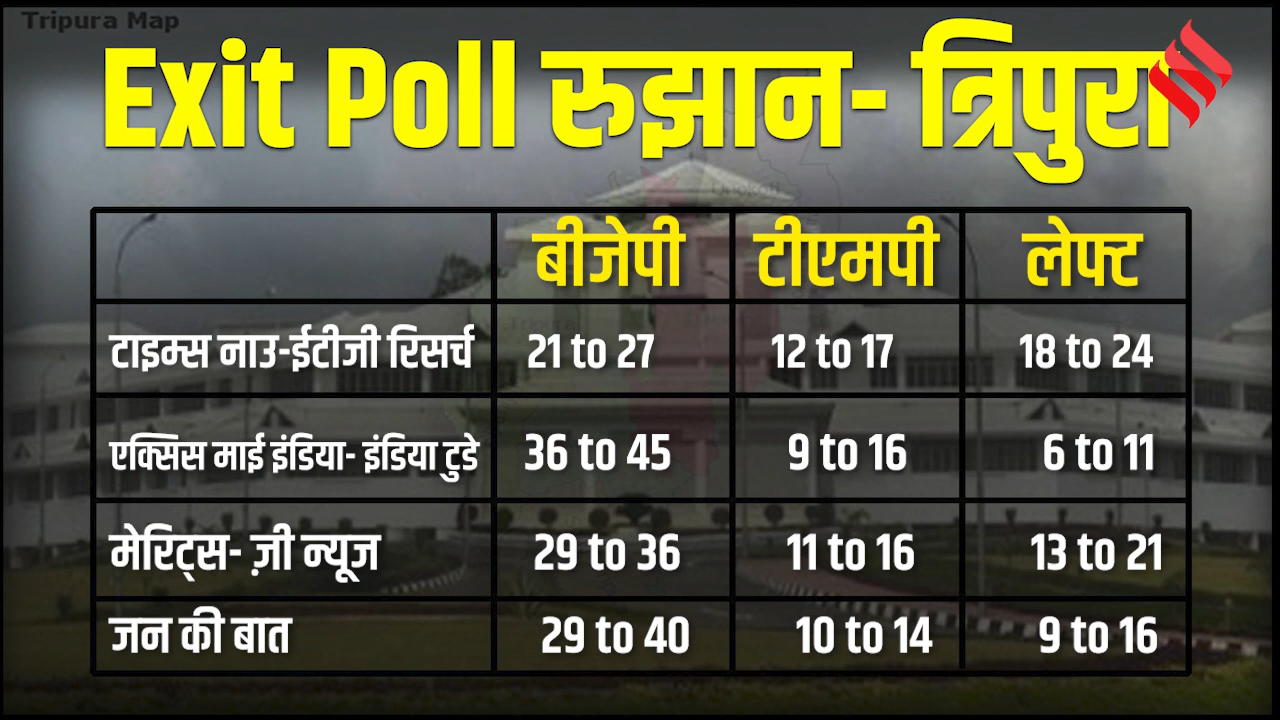 Tripura Map
Exit Poll रुझान- त्रिपुरा
बीजेपी टीएमपी लेफ्ट
टाइम्स नाउ-ईटीजी रिसर्च 21 to 27 12 to 17 18 to 24
एक्सिस माई इंडिया- इंडिया टुडे 36 to 45 9 to 16 6 to 11
मेरिट्स- ज़ी न्यूज 29 to 36 11 to 16 13 to 21
जन की बात 29 to 40 10 to 14 9 to 16